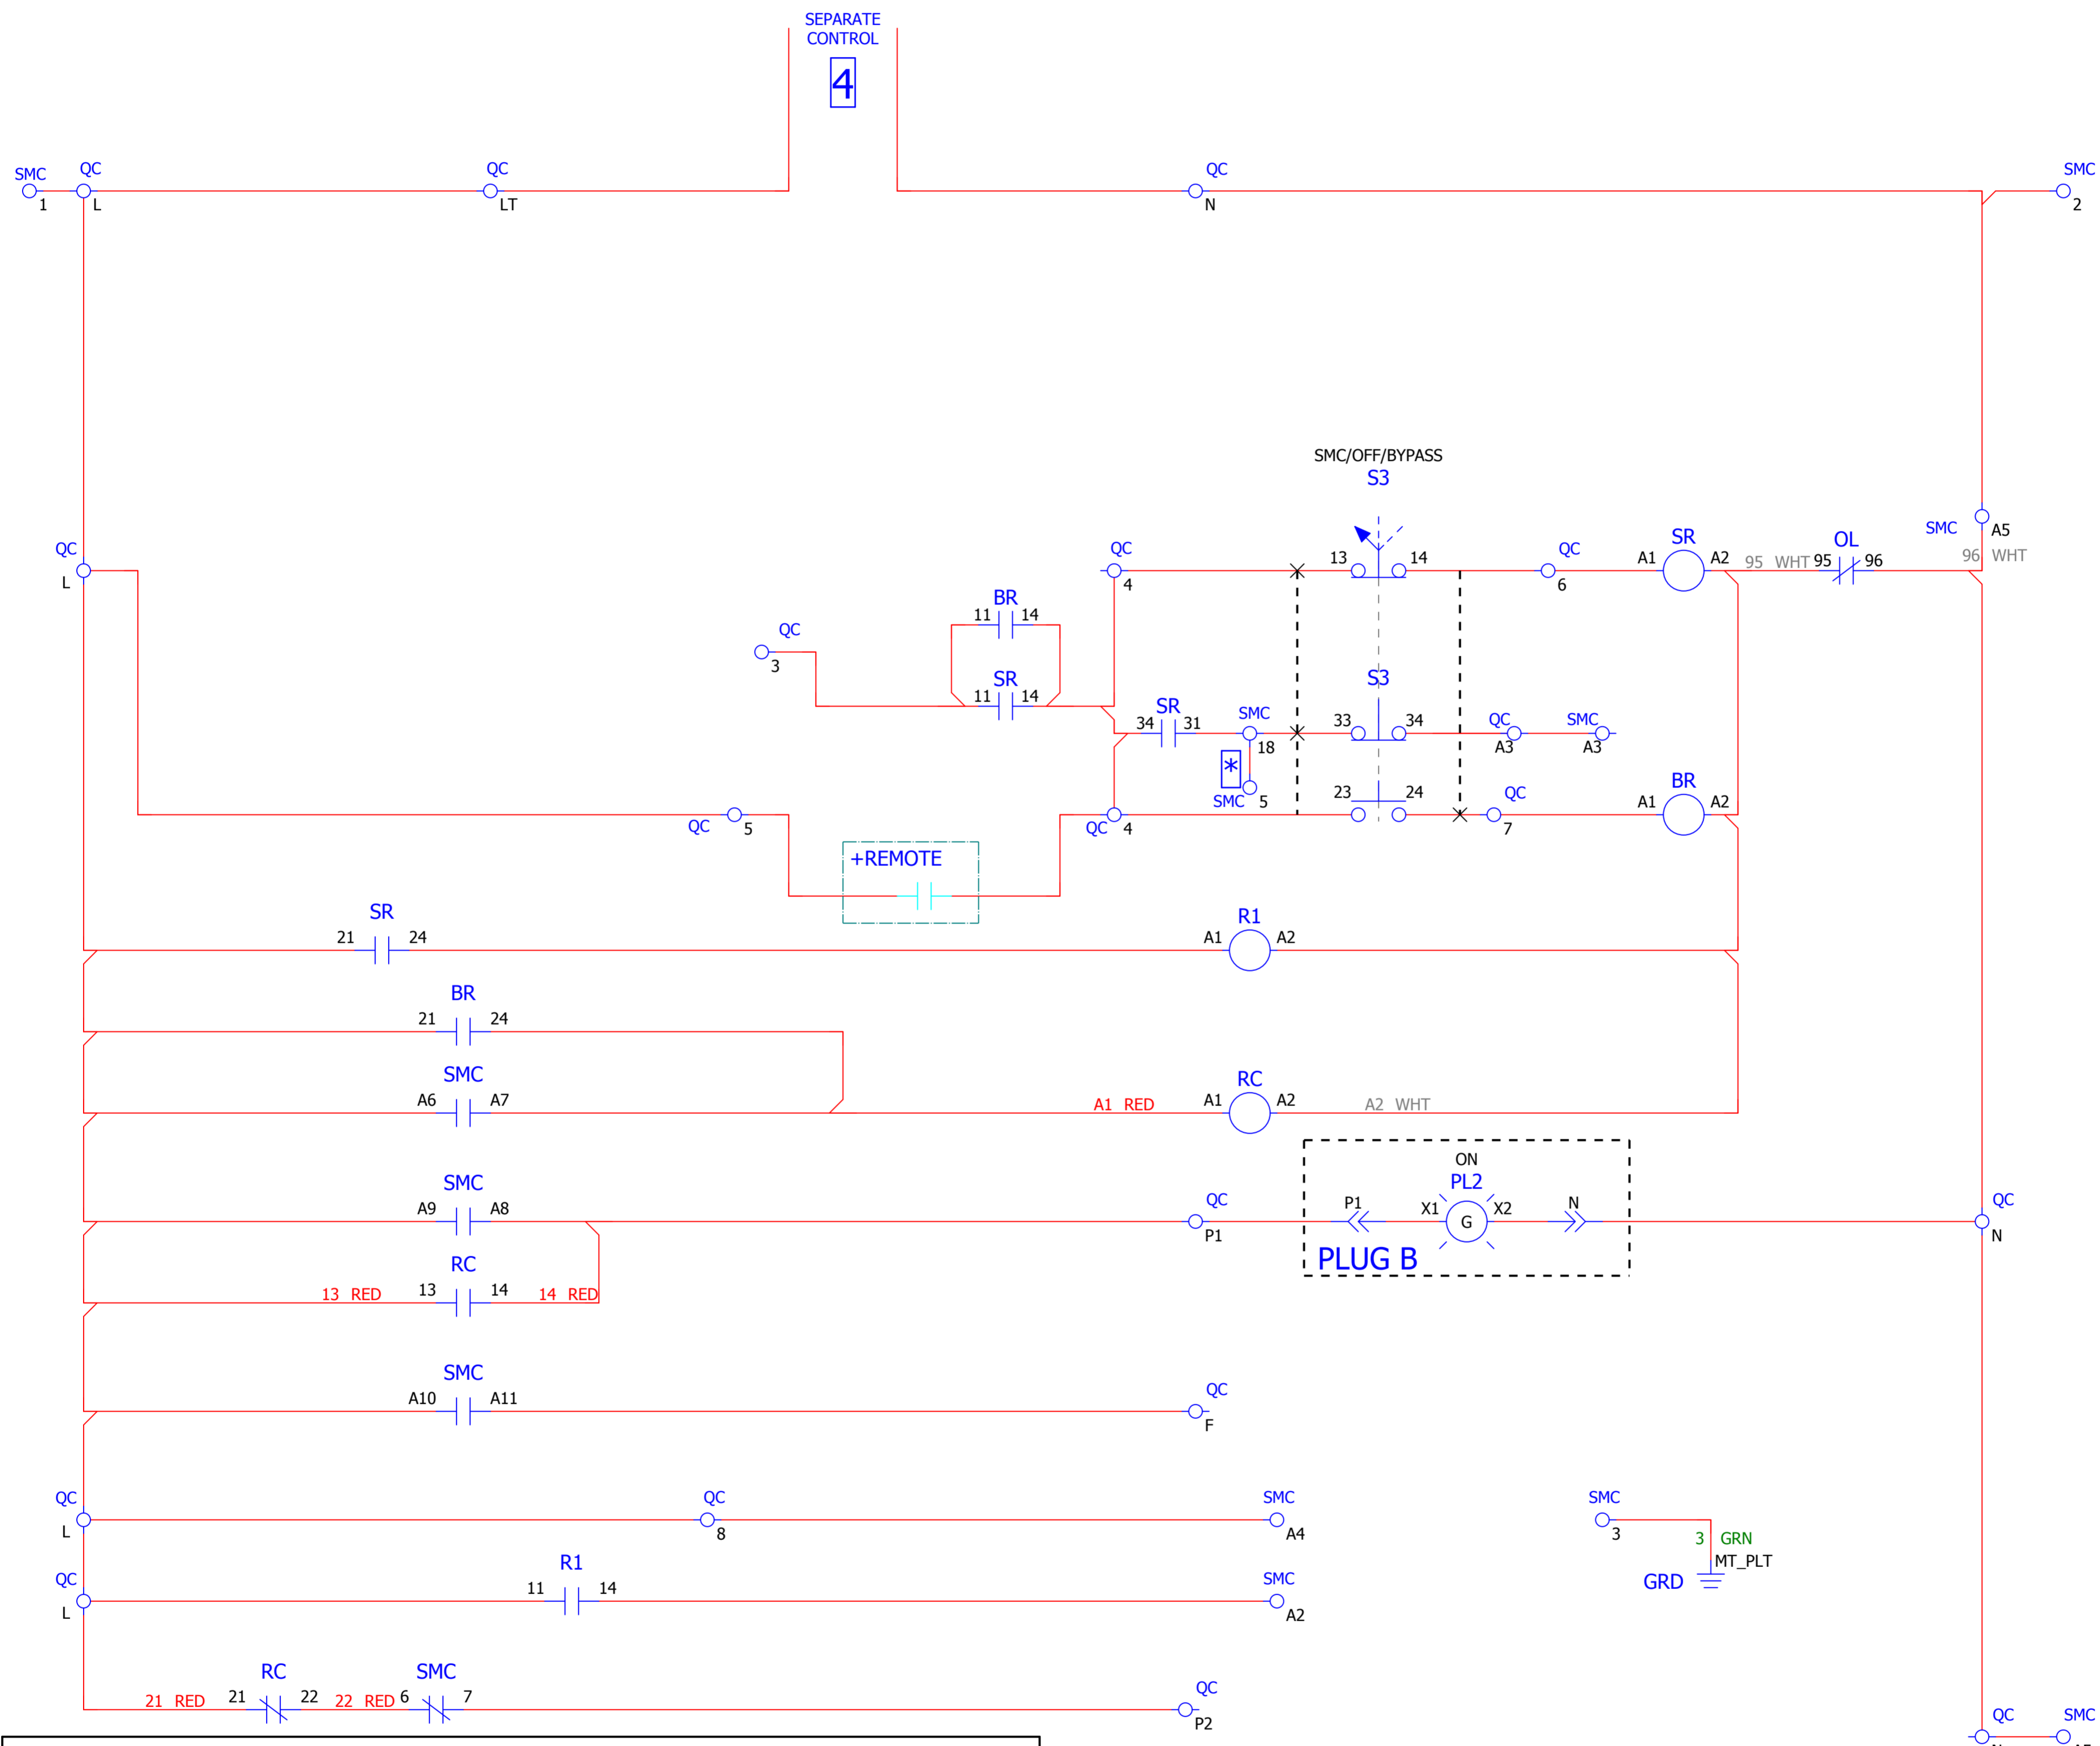 SEPARATE
CONTROL
4
SMC
1
QC
L
QC
LT
QC
N
SMC
2
SMC/OFF/BYPASS
S3
QC
L
QC
4
13
14
QC
6
SR
A1
A2
95 WHT
OL
95
96
SMC
A5
96 WHT
BR
11
14
QC
3
SR
11
14
SR
34
31
SMC
18
*
SMC
5
S3
33
34
QC
A3
SMC
A3
QC
5
QC
4
23
24
QC
7
BR
A1
A2
+REMOTE
SR
21
24
R1
A1
A2
BR
21
24
SMC
A6
A7
A1 RED
RC
A1
A2
A2 WHT
SMC
A9
A8
QC
P1
ON
PL2
P1
X1
G
X2
N
PLUG B
QC
N
RC
13 RED
13
14
14 RED
SMC
A10
A11
QC
F
QC
L
QC
8
SMC
A4
SMC
3
3 GRN
MT_PLT
GRD
QC
L
R1
11
14
SMC
A2
RC
21 RED
21
22
22 RED
SMC
6
7
QC
P2
QC
SMC